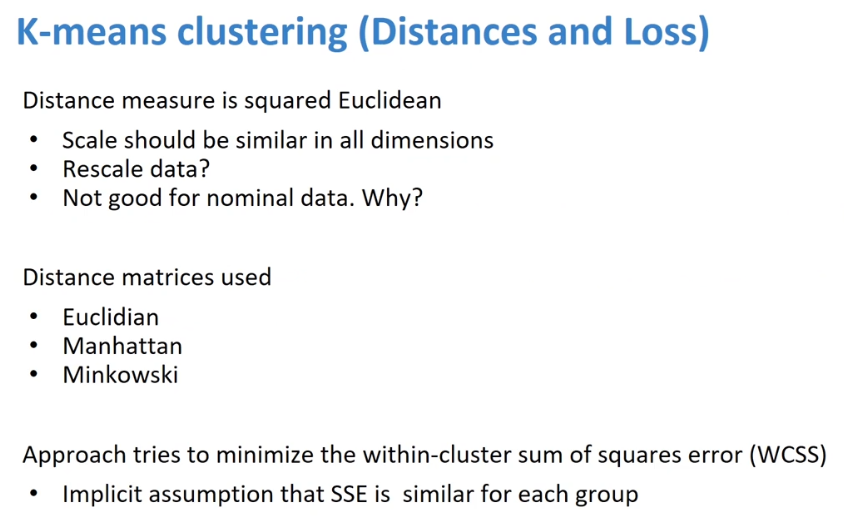 K-means clustering (Distances and Loss)
Distance measure is squared Euclidean
• Scale should be similar in all dimensions
• Rescale data?
• Not good for nominal data. Why?
Distance matrices used
• Euclidian
• Manhattan
• Minkowski
Approach tries to minimize the within-cluster sum of squares error (WCSS)
• Implicit assumption that SSE is  similar for each group